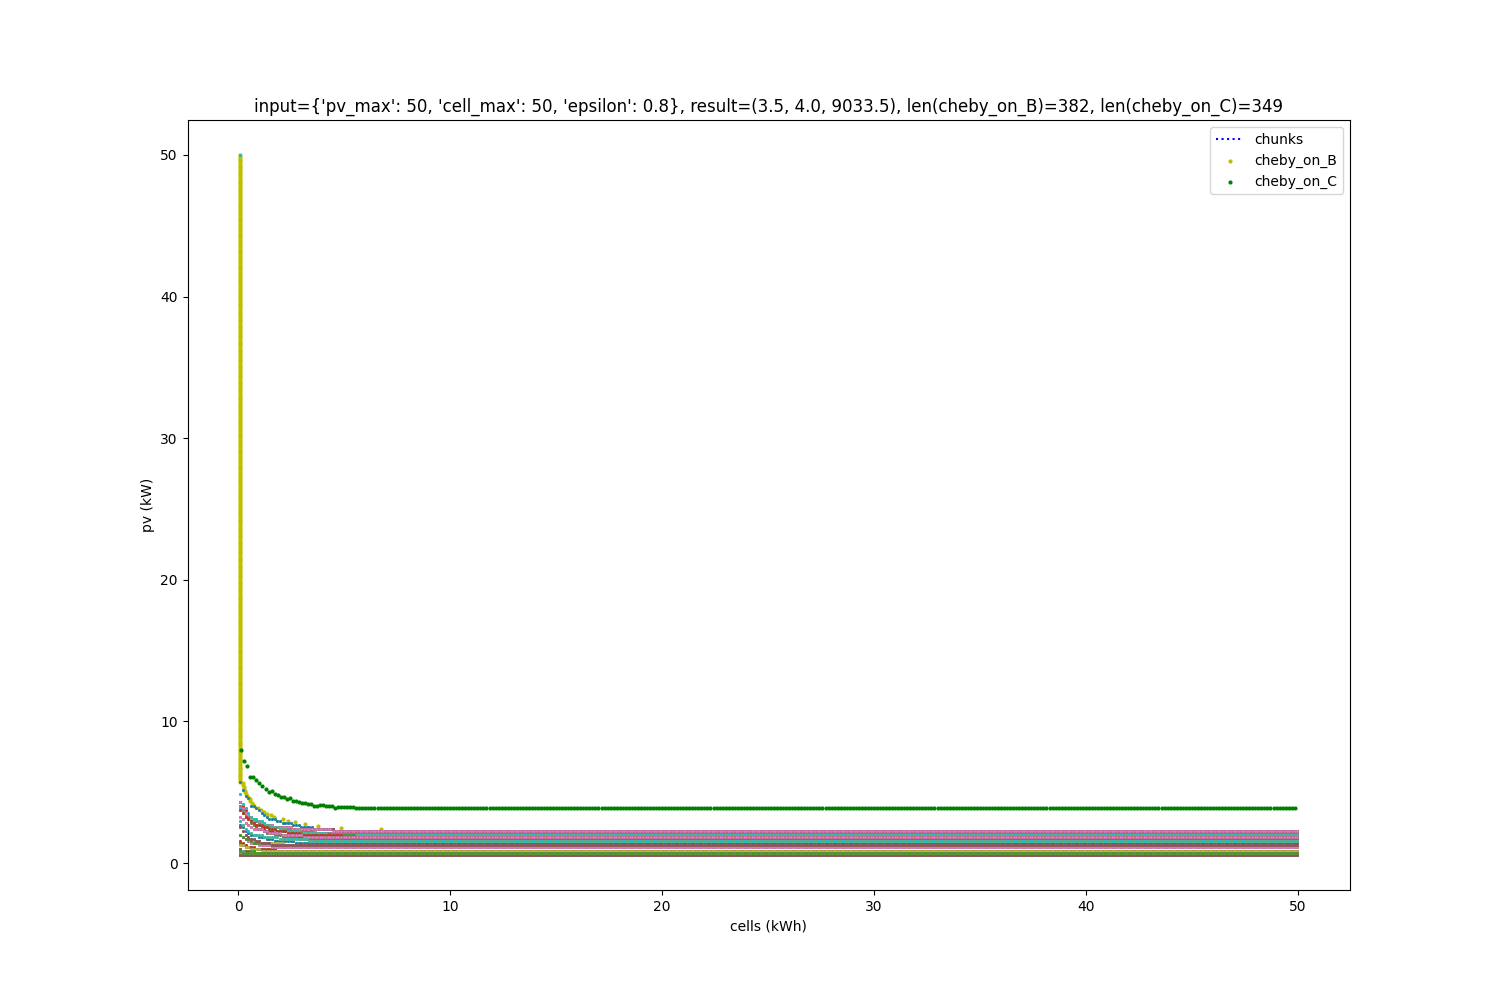 input={'pv_max': 50, 'cell_max': 50, 'epsilon': 0.8}, result=(3.5, 4.0, 9033.5), len(cheby_on_B)=382, len(cheby_on_C)=349
chunks
cheby_on_B
cheby_on_C
50
40
30
20
10
0
pv (kW)
0 10 20 30 40 50
cells (kWh)